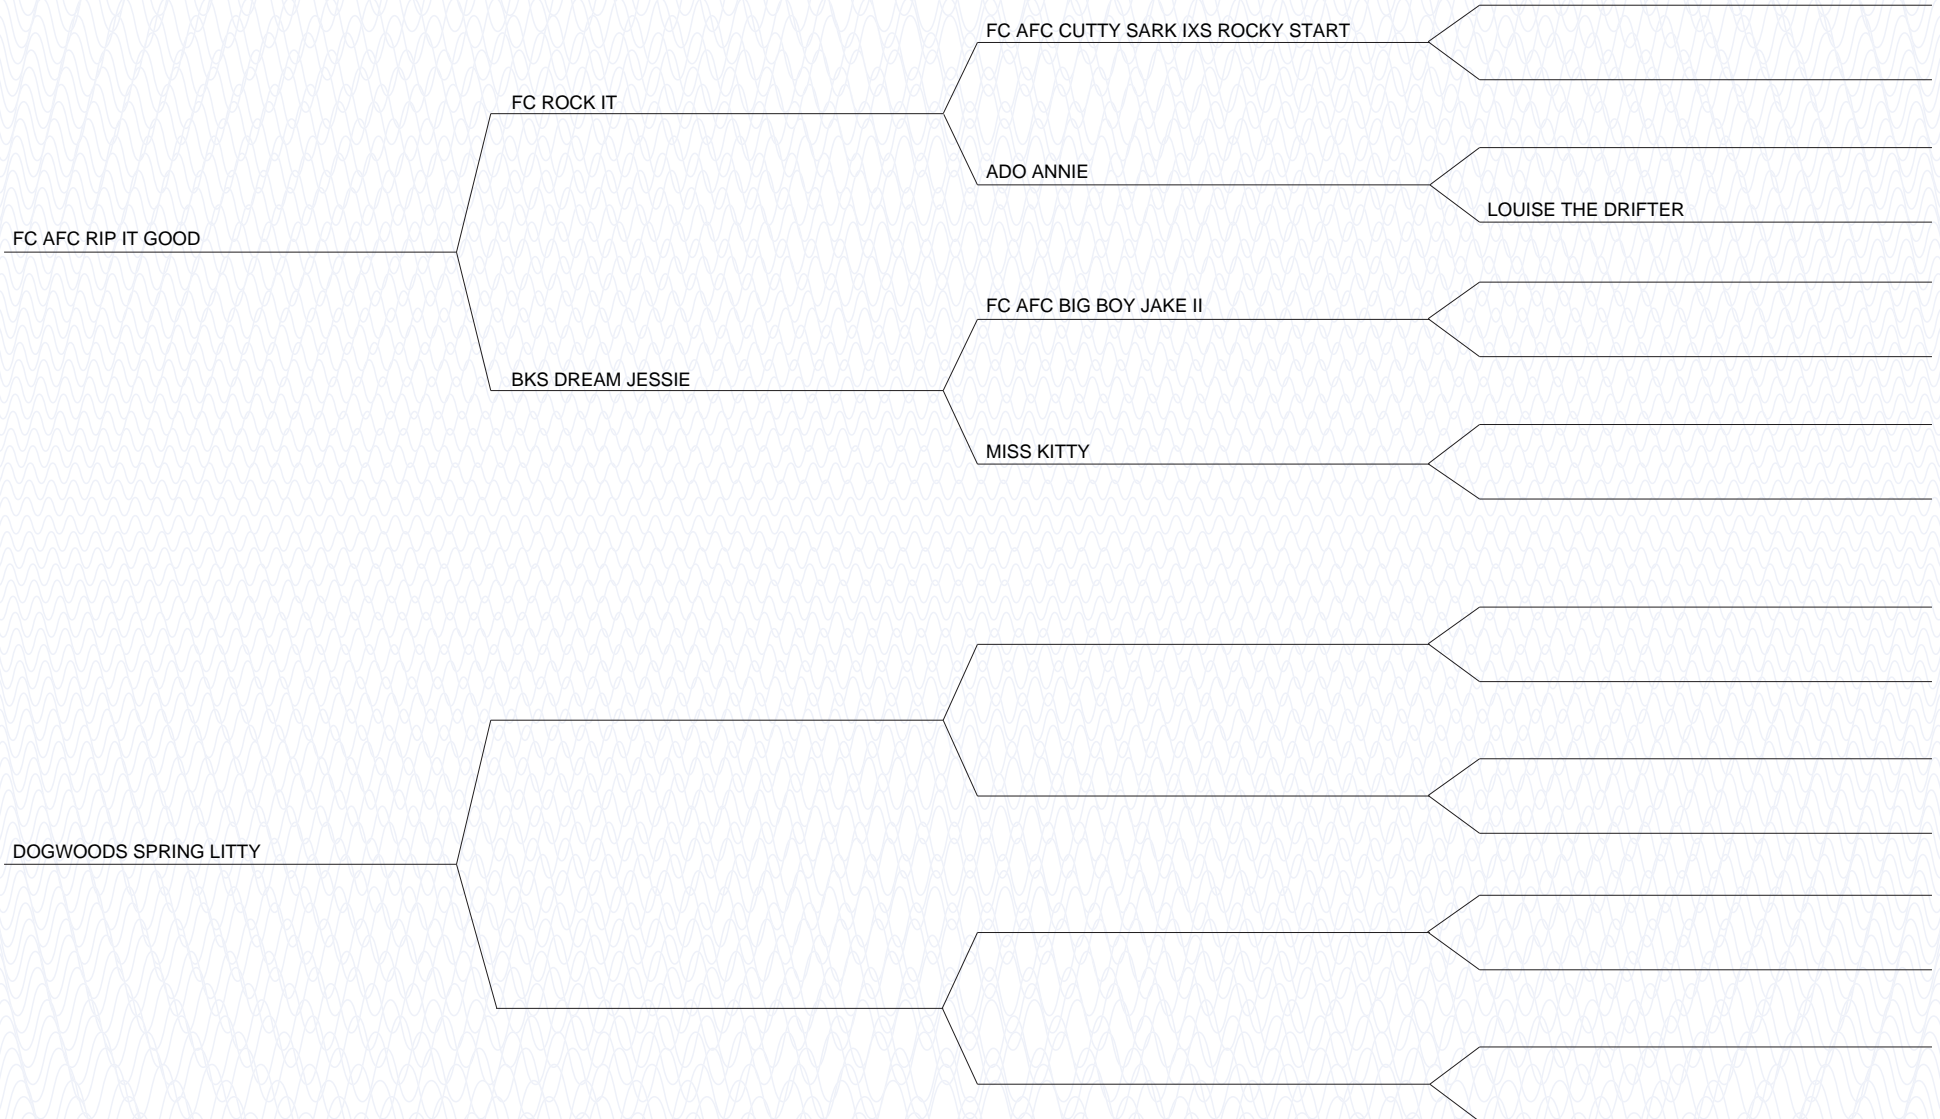 FC AFC CUTTY SARK IXS ROCKY START
FC ROCK IT
ADO ANNIE
LOUISE THE DRIFTER
FC AFC RIP IT GOOD
FC AFC BIG BOY JAKE II
BKS DREAM JESSIE
MISS KITTY
DOGWOODS SPRING LITTY